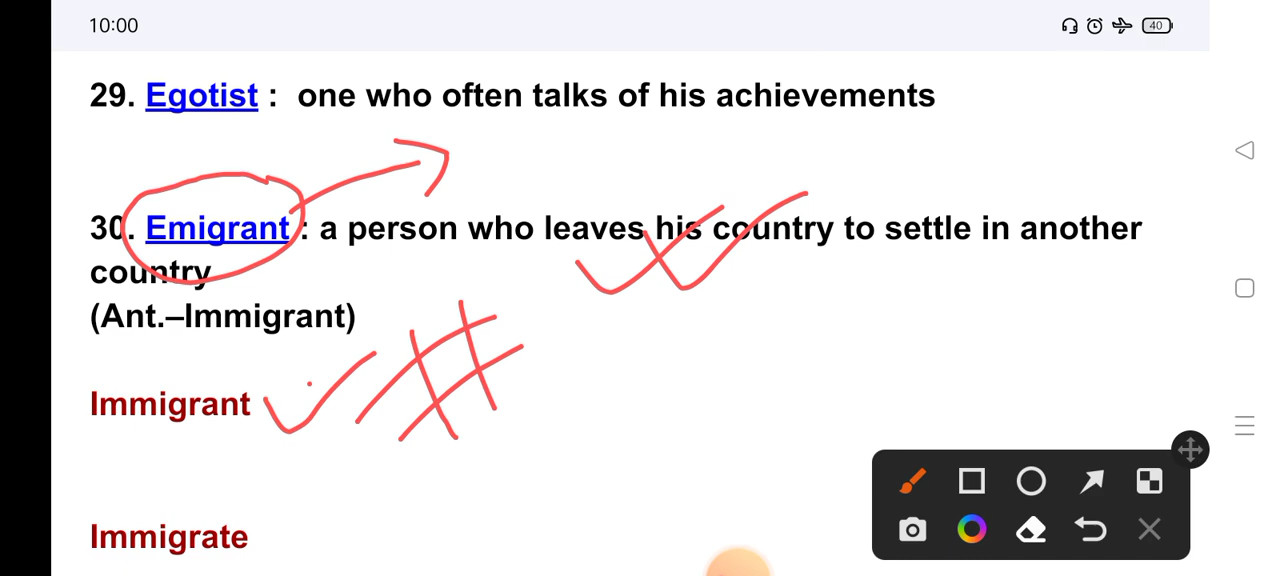 10:00
40
29. Egotist : one who often talks of his achievements
30. Emigrant : a person who leaves his country to settle in another
country
(Ant.–Immigrant)
Immigrant
Immigrate